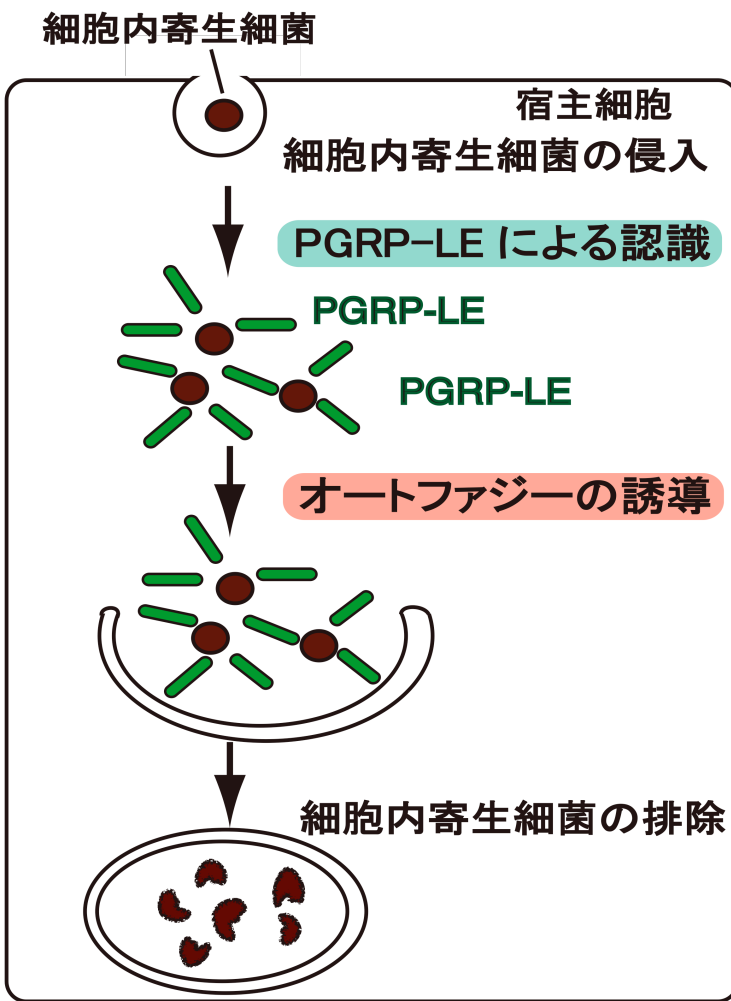 細胞内寄生細菌
宿主細胞
細胞内寄生細菌の侵入
PGRP−LE による認識
PGRP-LE
PGRP-LE
オートファジーの誘導
細胞内寄生細菌の排除